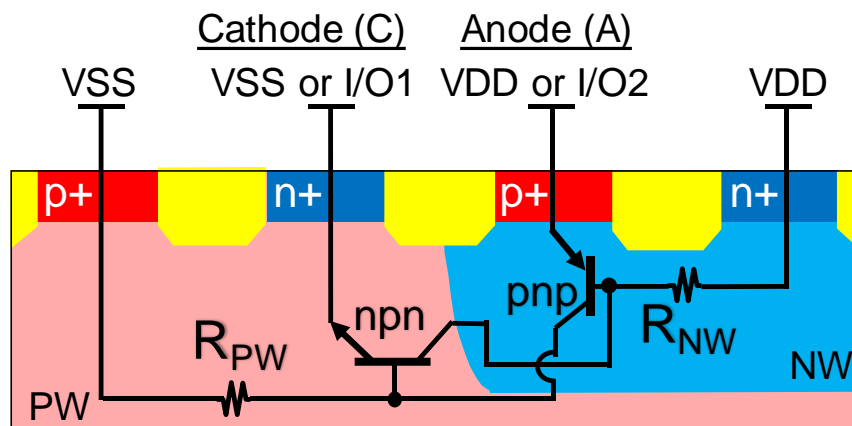 Cathode (C) Anode (A)
VSS VSS or I/O1 VDD or I/O2 VDD
p+ n+ p+ n+
pnp
npn
RPW RNW
PW NW